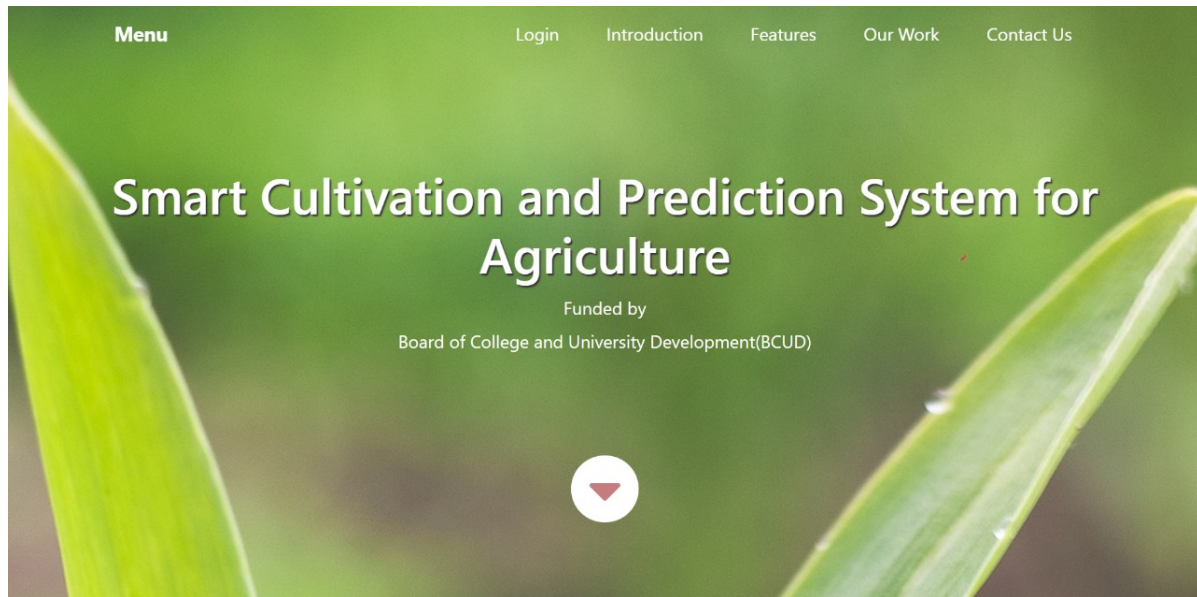 Menu Login Introduction Features Our Work Contact Us
Smart Cultivation and Prediction System for
Agriculture
Funded by
Board of College and University Development(BCUD)